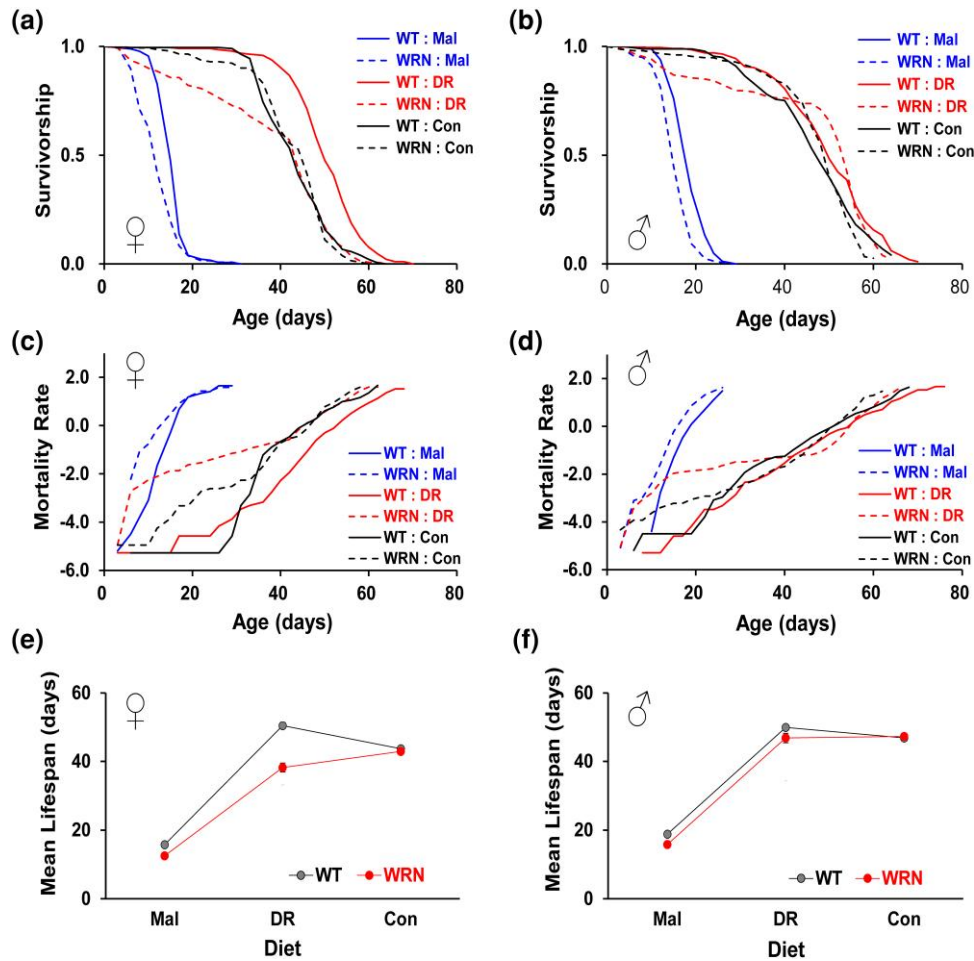 (a)
1.0
0.5
0.0
Survivorship
♀
WT : Mal
WRN : Mal
WT : DR
WRN : DR
WT : Con
WRN : Con
0 20 40 60 80
Age (days)
(b)
1.0
0.5
0.0
Survivorship
♂
WT : Mal
WRN : Mal
WT : DR
WRN : DR
WT : Con
WRN : Con
0 20 40 60 80
Age (days)
(c)
2.0
0.0
-2.0
-4.0
-6.0
Mortality Rate
♀
WT : Mal
WRN : Mal
WT : DR
WRN : DR
WT : Con
WRN : Con
0 20 40 60 80
Age (days)
(d)
2.0
0.0
-2.0
-4.0
-6.0
Mortality Rate
♂
WT : Mal
WRN : Mal
WT : DR
WRN : DR
WT : Con
WRN : Con
0 20 40 60 80
Age (days)
(e)
60
40
20
0
Mean Lifespan (days)
♀
WT WRN
Mal DR Con
Diet
(f)
60
40
20
0
Mean Lifespan (days)
♂
WT WRN
Mal DR Con
Diet